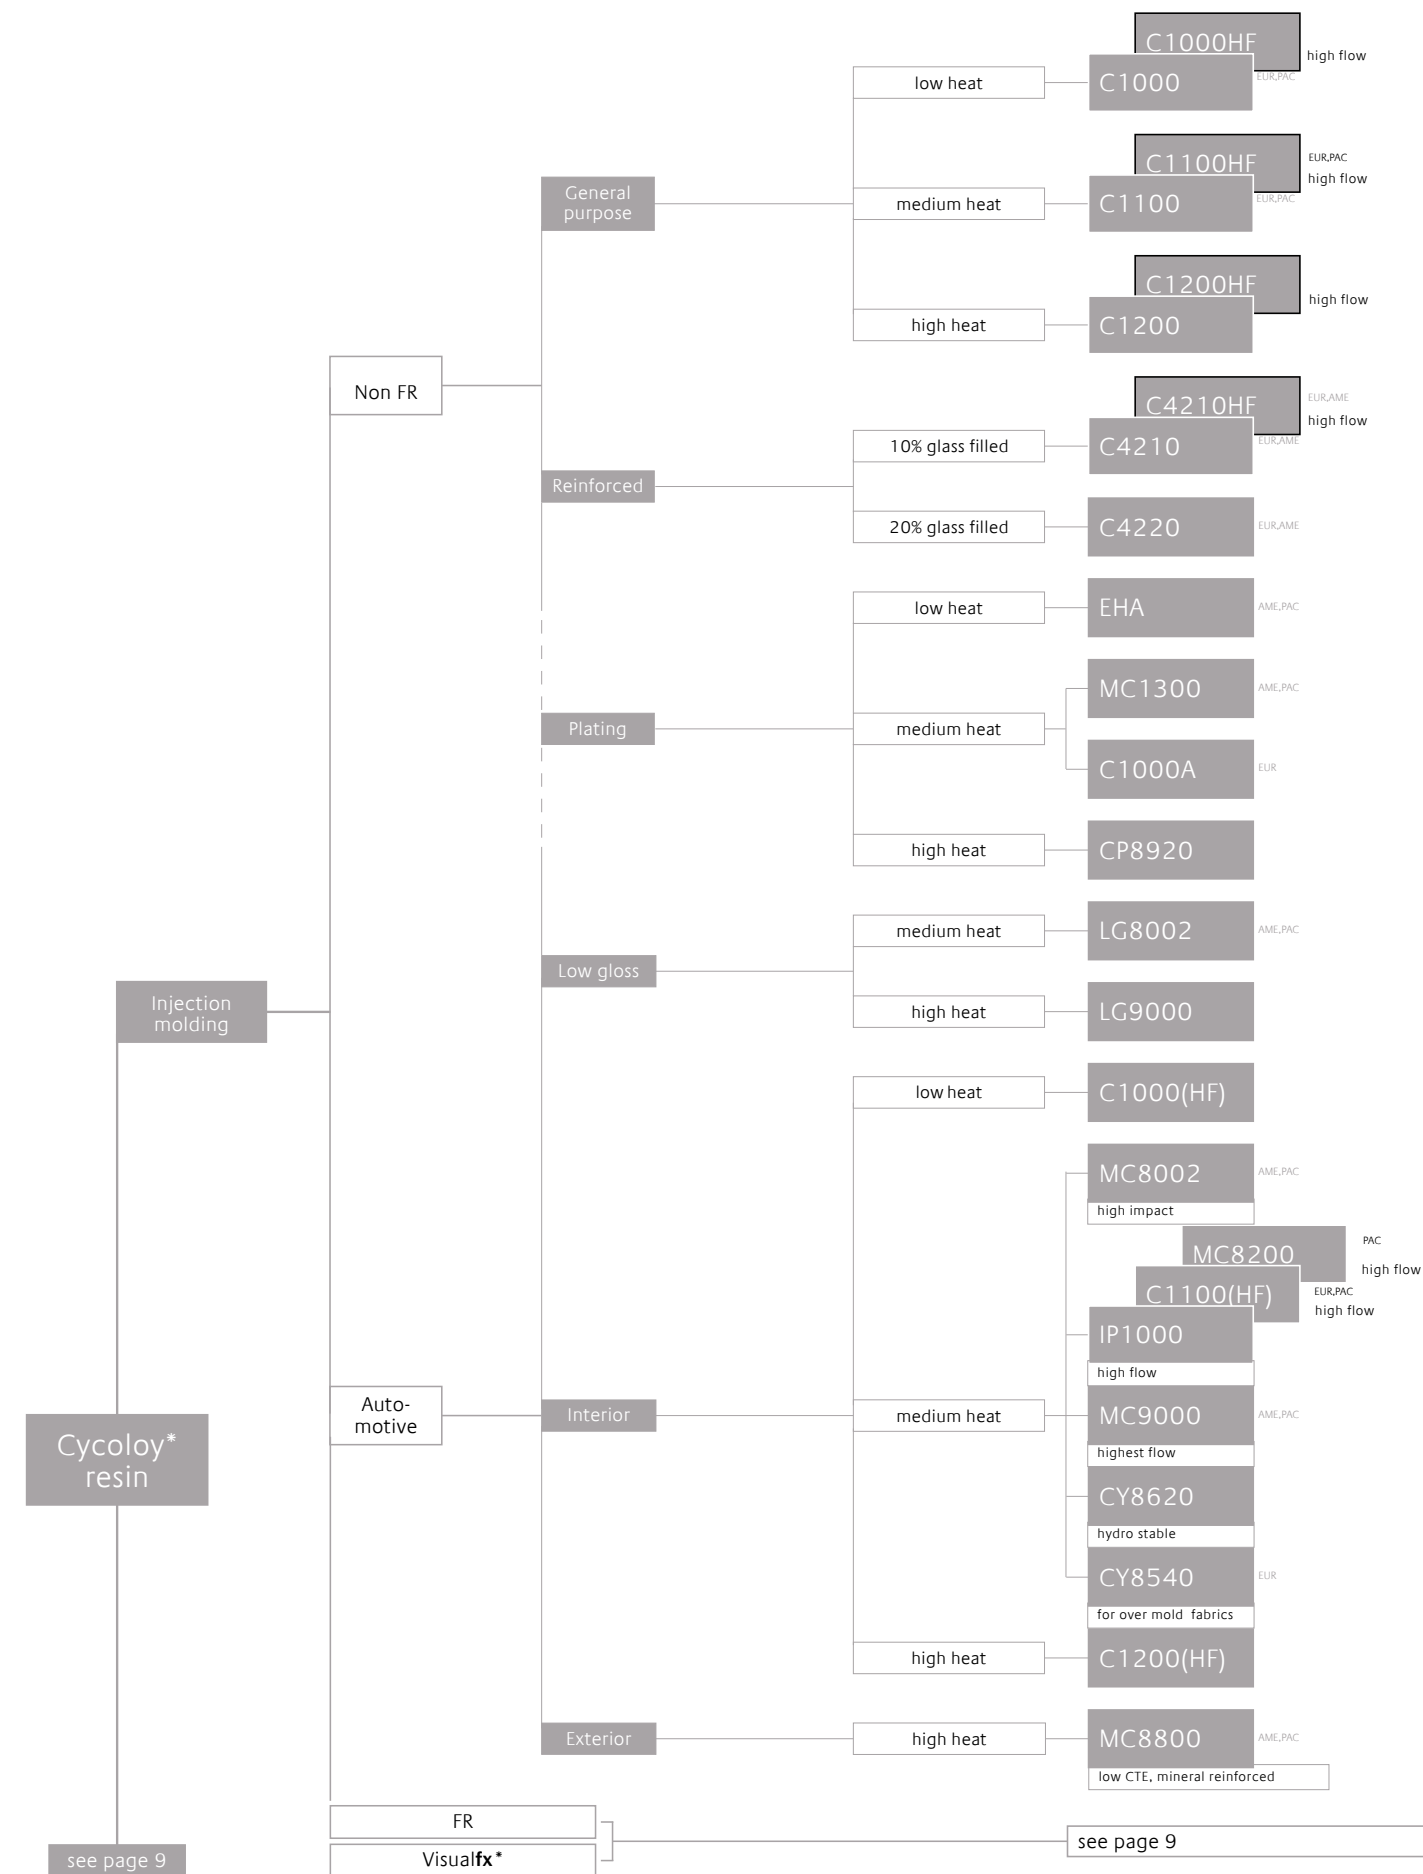 C1000HF
high flow
low heat
C1000
EUR,PAC
C1100HF
EUR,PAC
high flow
General
purpose
medium heat
C1100
EUR,PAC
C1200HF
high flow
high heat
C1200
Non FR
C4210HF
EUR,AME
high flow
10% glass filled
C4210
EUR,AME
Reinforced
20% glass filled
C4220
EUR,AME
low heat
EHA
AME,PAC
MC1300
AME,PAC
Plating
medium heat
C1000A
EUR
high heat
CP8920
medium heat
LG8002
AME,PAC
Low gloss
high heat
LG9000
Injection
molding
low heat
C1000(HF)
MC8002
AME,PAC
high impact
MC8200
PAC
high flow
C1100(HF)
EUR,PAC
high flow
IP1000
high flow
Auto-
motive
Interior
medium heat
MC9000
AME,PAC
highest flow
Cycoloy*
resin
CY8620
hydro stable
CY8540
EUR
for over mold fabrics
high heat
C1200(HF)
Exterior
high heat
MC8800
AME,PAC
low CTE, mineral reinforced
FR
see page 9
Visualfx*
see page 9